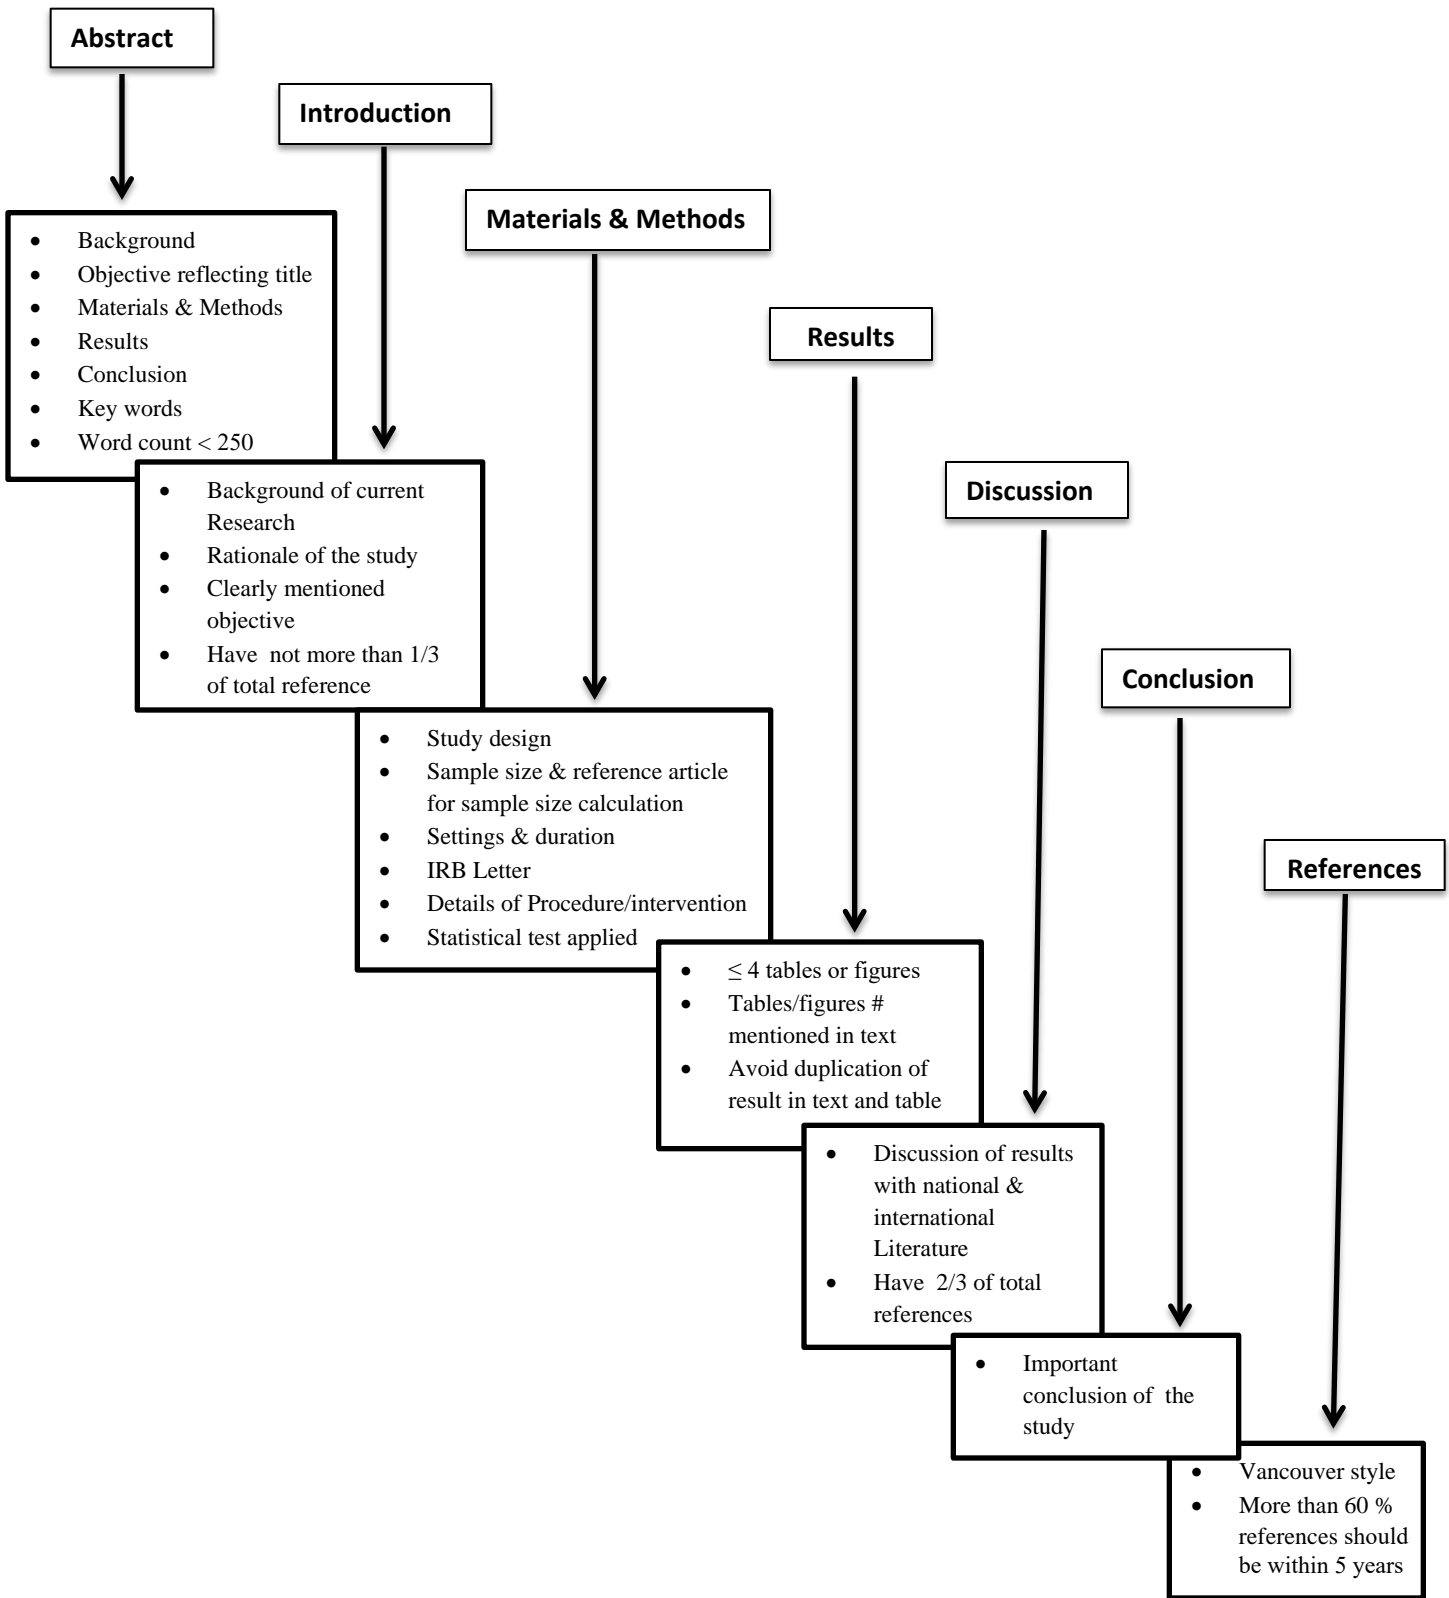 Abstract
• Background
• Objective reflecting title
• Materials & Methods
• Results
• Conclusion
• Key words
• Word count < 250
Introduction
• Background of current
Research
• Rationale of the study
• Clearly mentioned
objective
• Have not more than 1/3
of total reference
Materials & Methods
• Study design
• Sample size & reference article
for sample size calculation
• Settings & duration
• IRB Letter
• Details of Procedure/intervention
• Statistical test applied
Results
• ≤ 4 tables or figures
• Tables/figures #
mentioned in text
• Avoid duplication of
result in text and table
Discussion
• Discussion of results
with national &
international
Literature
• Have 2/3 of total
references
Conclusion
• Important
conclusion of the
study
References
• Vancouver style
• More than 60 %
references should
be within 5 years